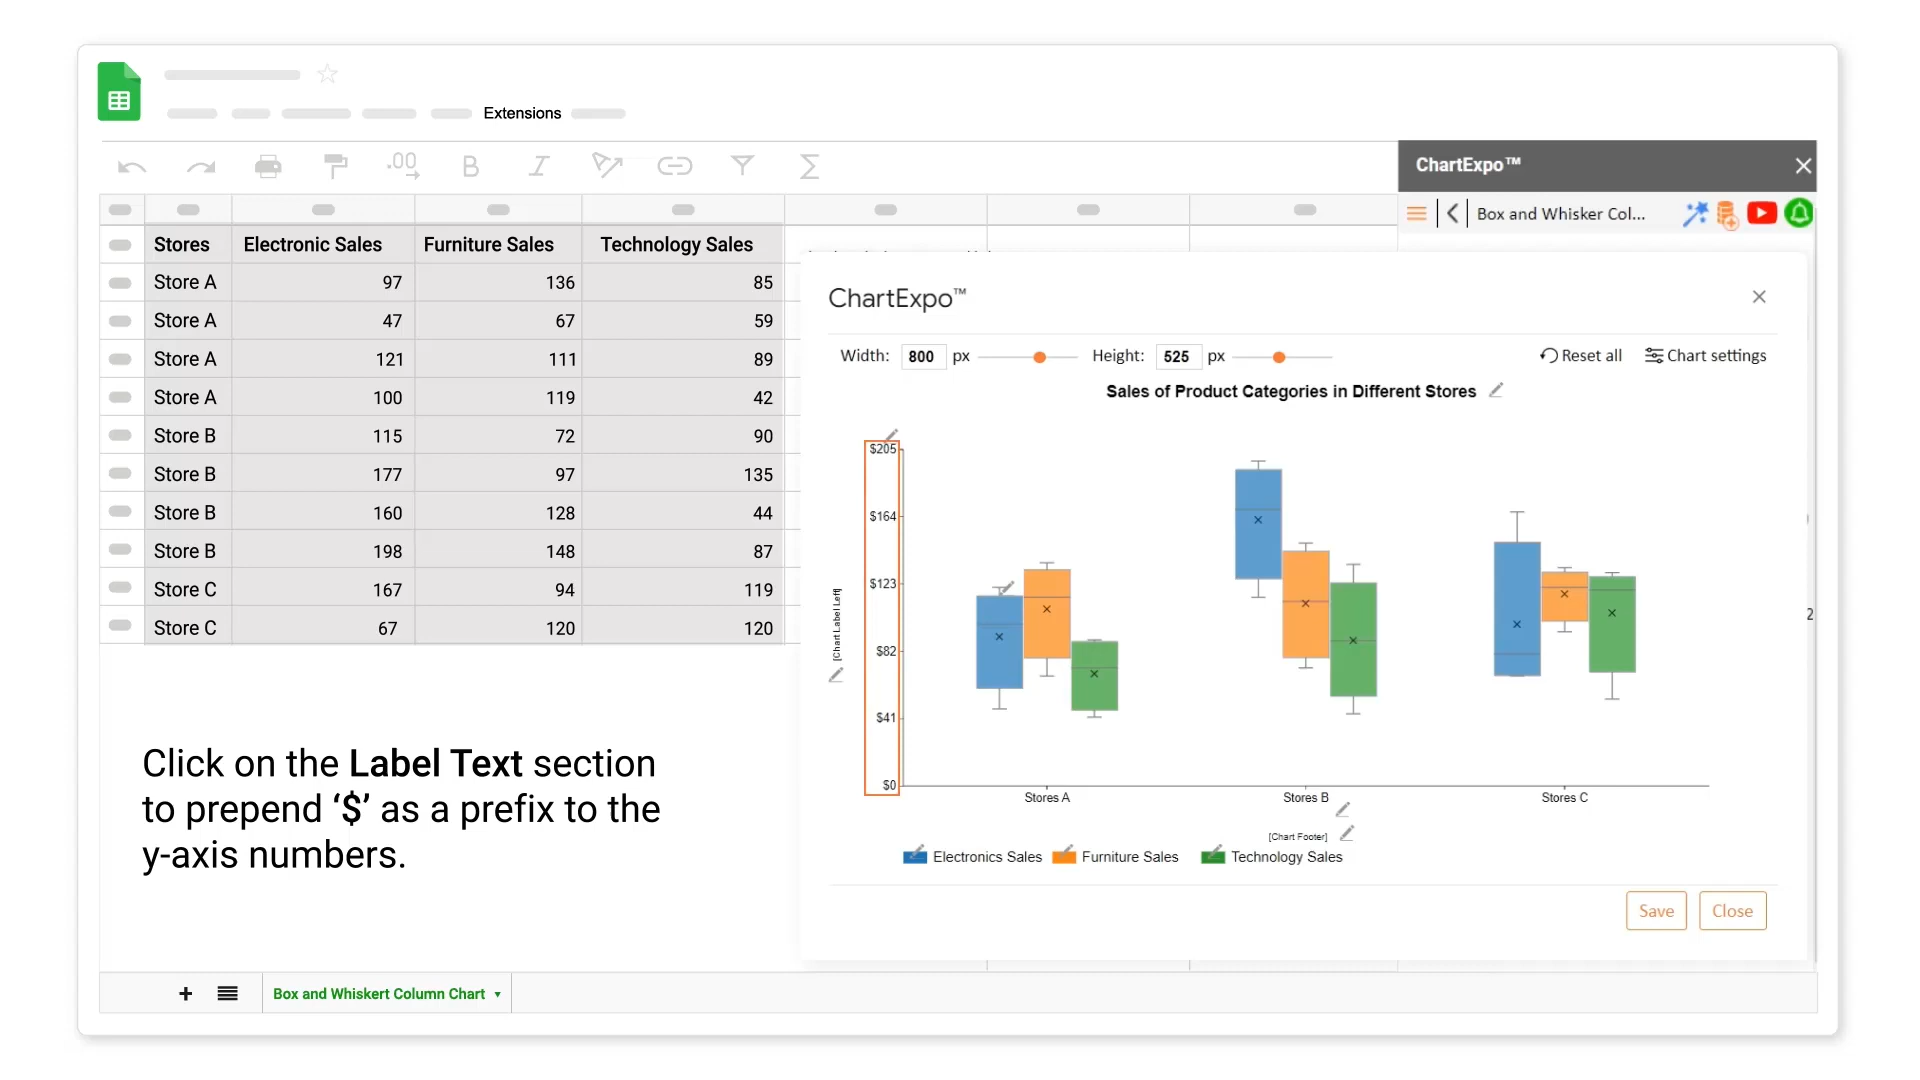 Extensions
.00
B
I
Σ
ChartExpo™
Box and Whisker Col...
Stores Electronic Sales Furniture Sales Technology Sales
Store A 97 136 85
Store A 47 67 59
Store A 121 111 89
Store A 100 119 42
Store B 115 72 90
Store B 177 97 135
Store B 160 128 44
Store B 198 148 87
Store C 167 94 119
Store C 67 120 120
ChartExpo™
Width: 800 px Height: 525 px Reset all Chart settings
Sales of Product Categories in Different Stores
$205
$164
$123
$82
$41
$0
[Chart Label Left]
Stores A Stores B Stores C
[Chart Footer]
Electronics Sales Furniture Sales Technology Sales
Save Close
2
Click on the Label Text section
to prepend ‘$’ as a prefix to the
y-axis numbers.
Box and Whiskert Column Chart